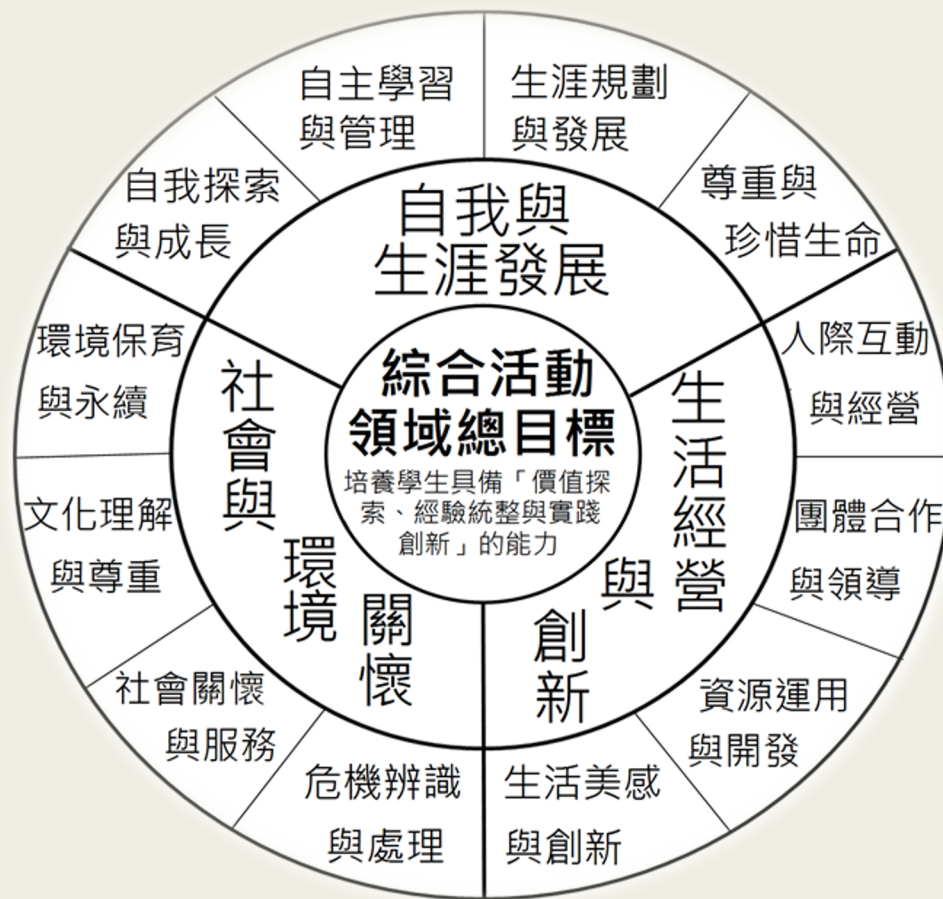 綜合活動
領域總目標
培養學生具備「價值探
索、經驗統整與實踐
創新」的能力
自我與
生涯發展
生活經營
與
創新
社會與
環境
關懷
自我探索
與成長
自主學習
與管理
生涯規劃
與發展
尊重與
珍惜生命
人際互動
與經營
團體合作
與領導
資源運用
與開發
生活美感
與創新
危機辨識
與處理
社會關懷
與服務
文化理解
與尊重
環境保育
與永續